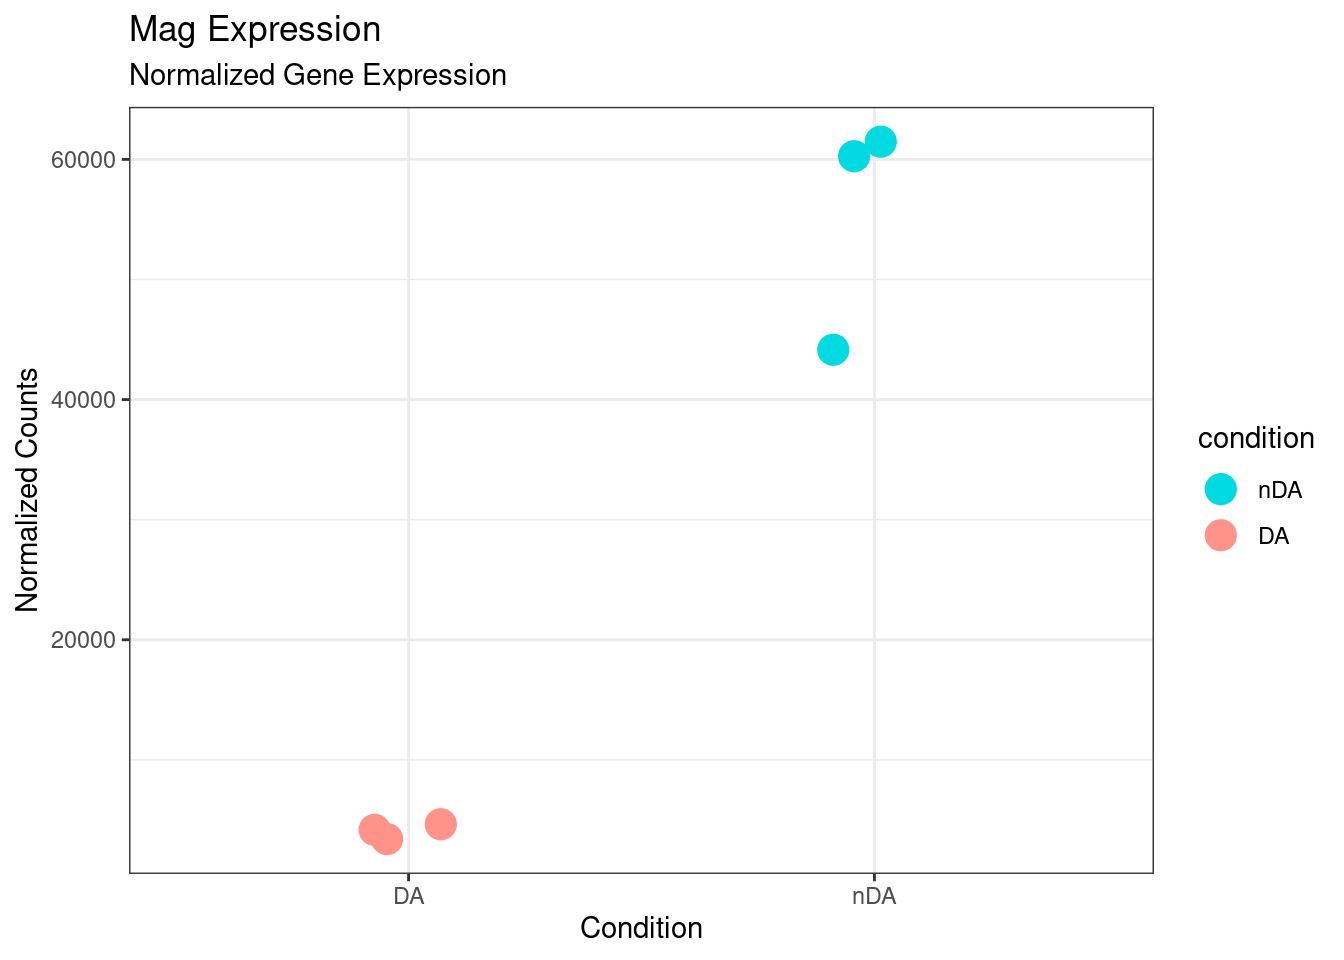 Mag Expression
Normalized Gene Expression
60000
40000
20000
Normalized Counts
DA
nDA
Condition
condition
nDA
DA